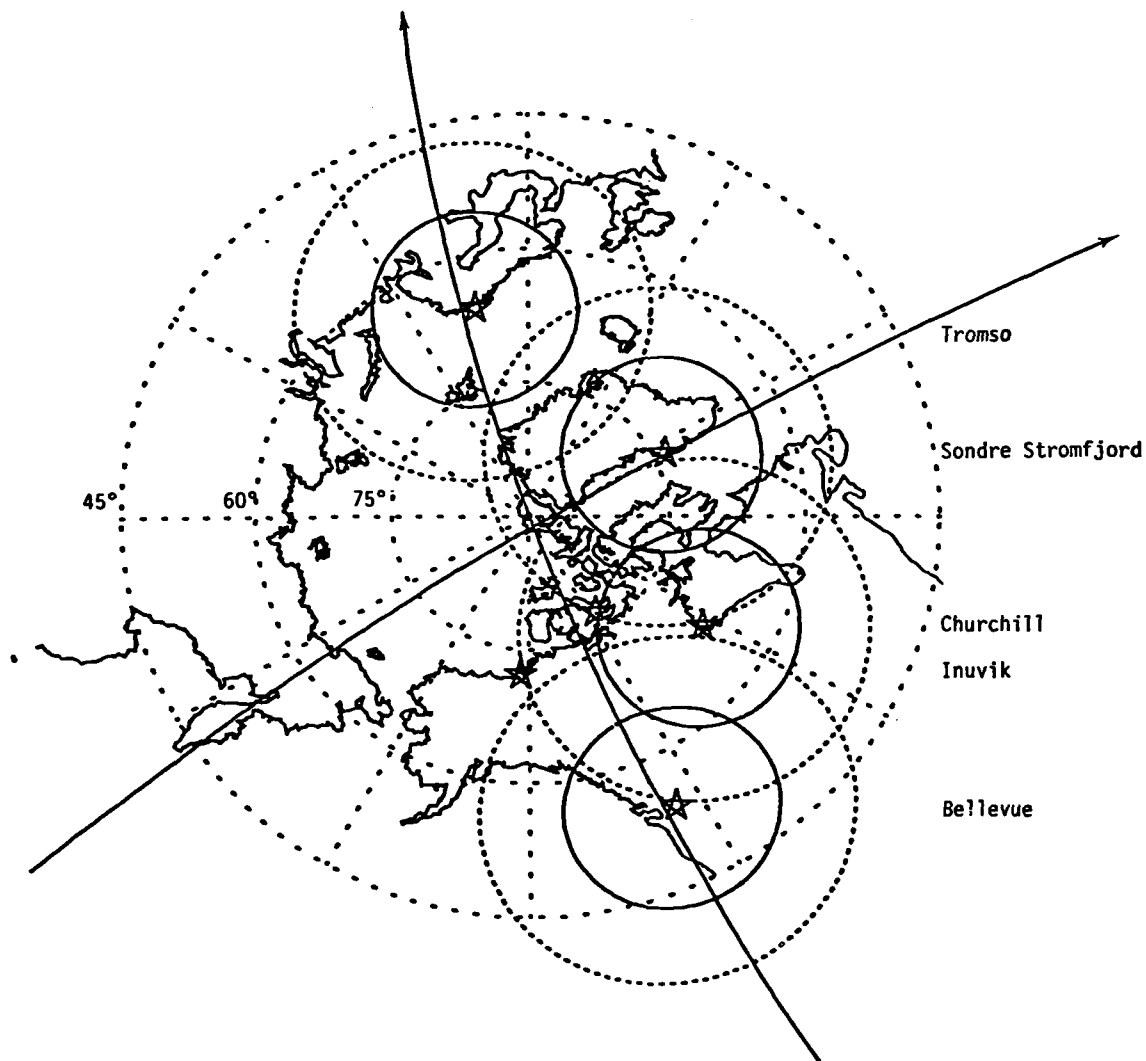 Tromso
Sondre Stromfjord
45° 60° 75°
Churchill
Inuvik
Bellevue